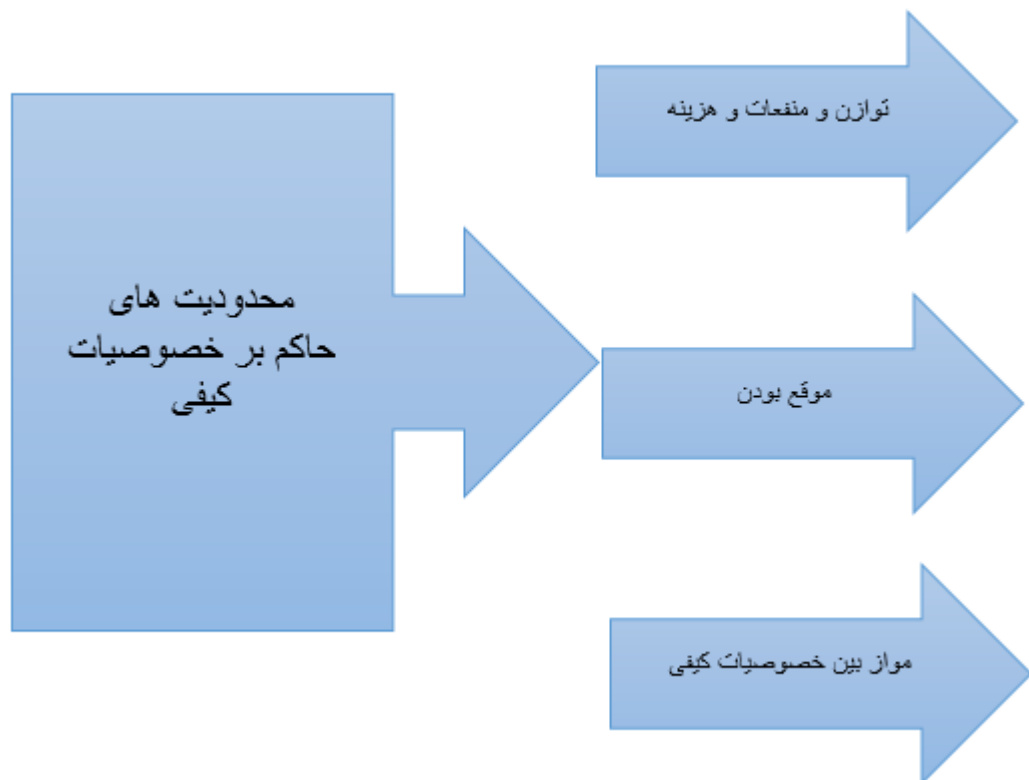 محدودیت های
حاکم بر خصوصیات
کیفی
توازن و منفعات و هزینه
موقع بودن
مواز بین خصوصیات کیفی